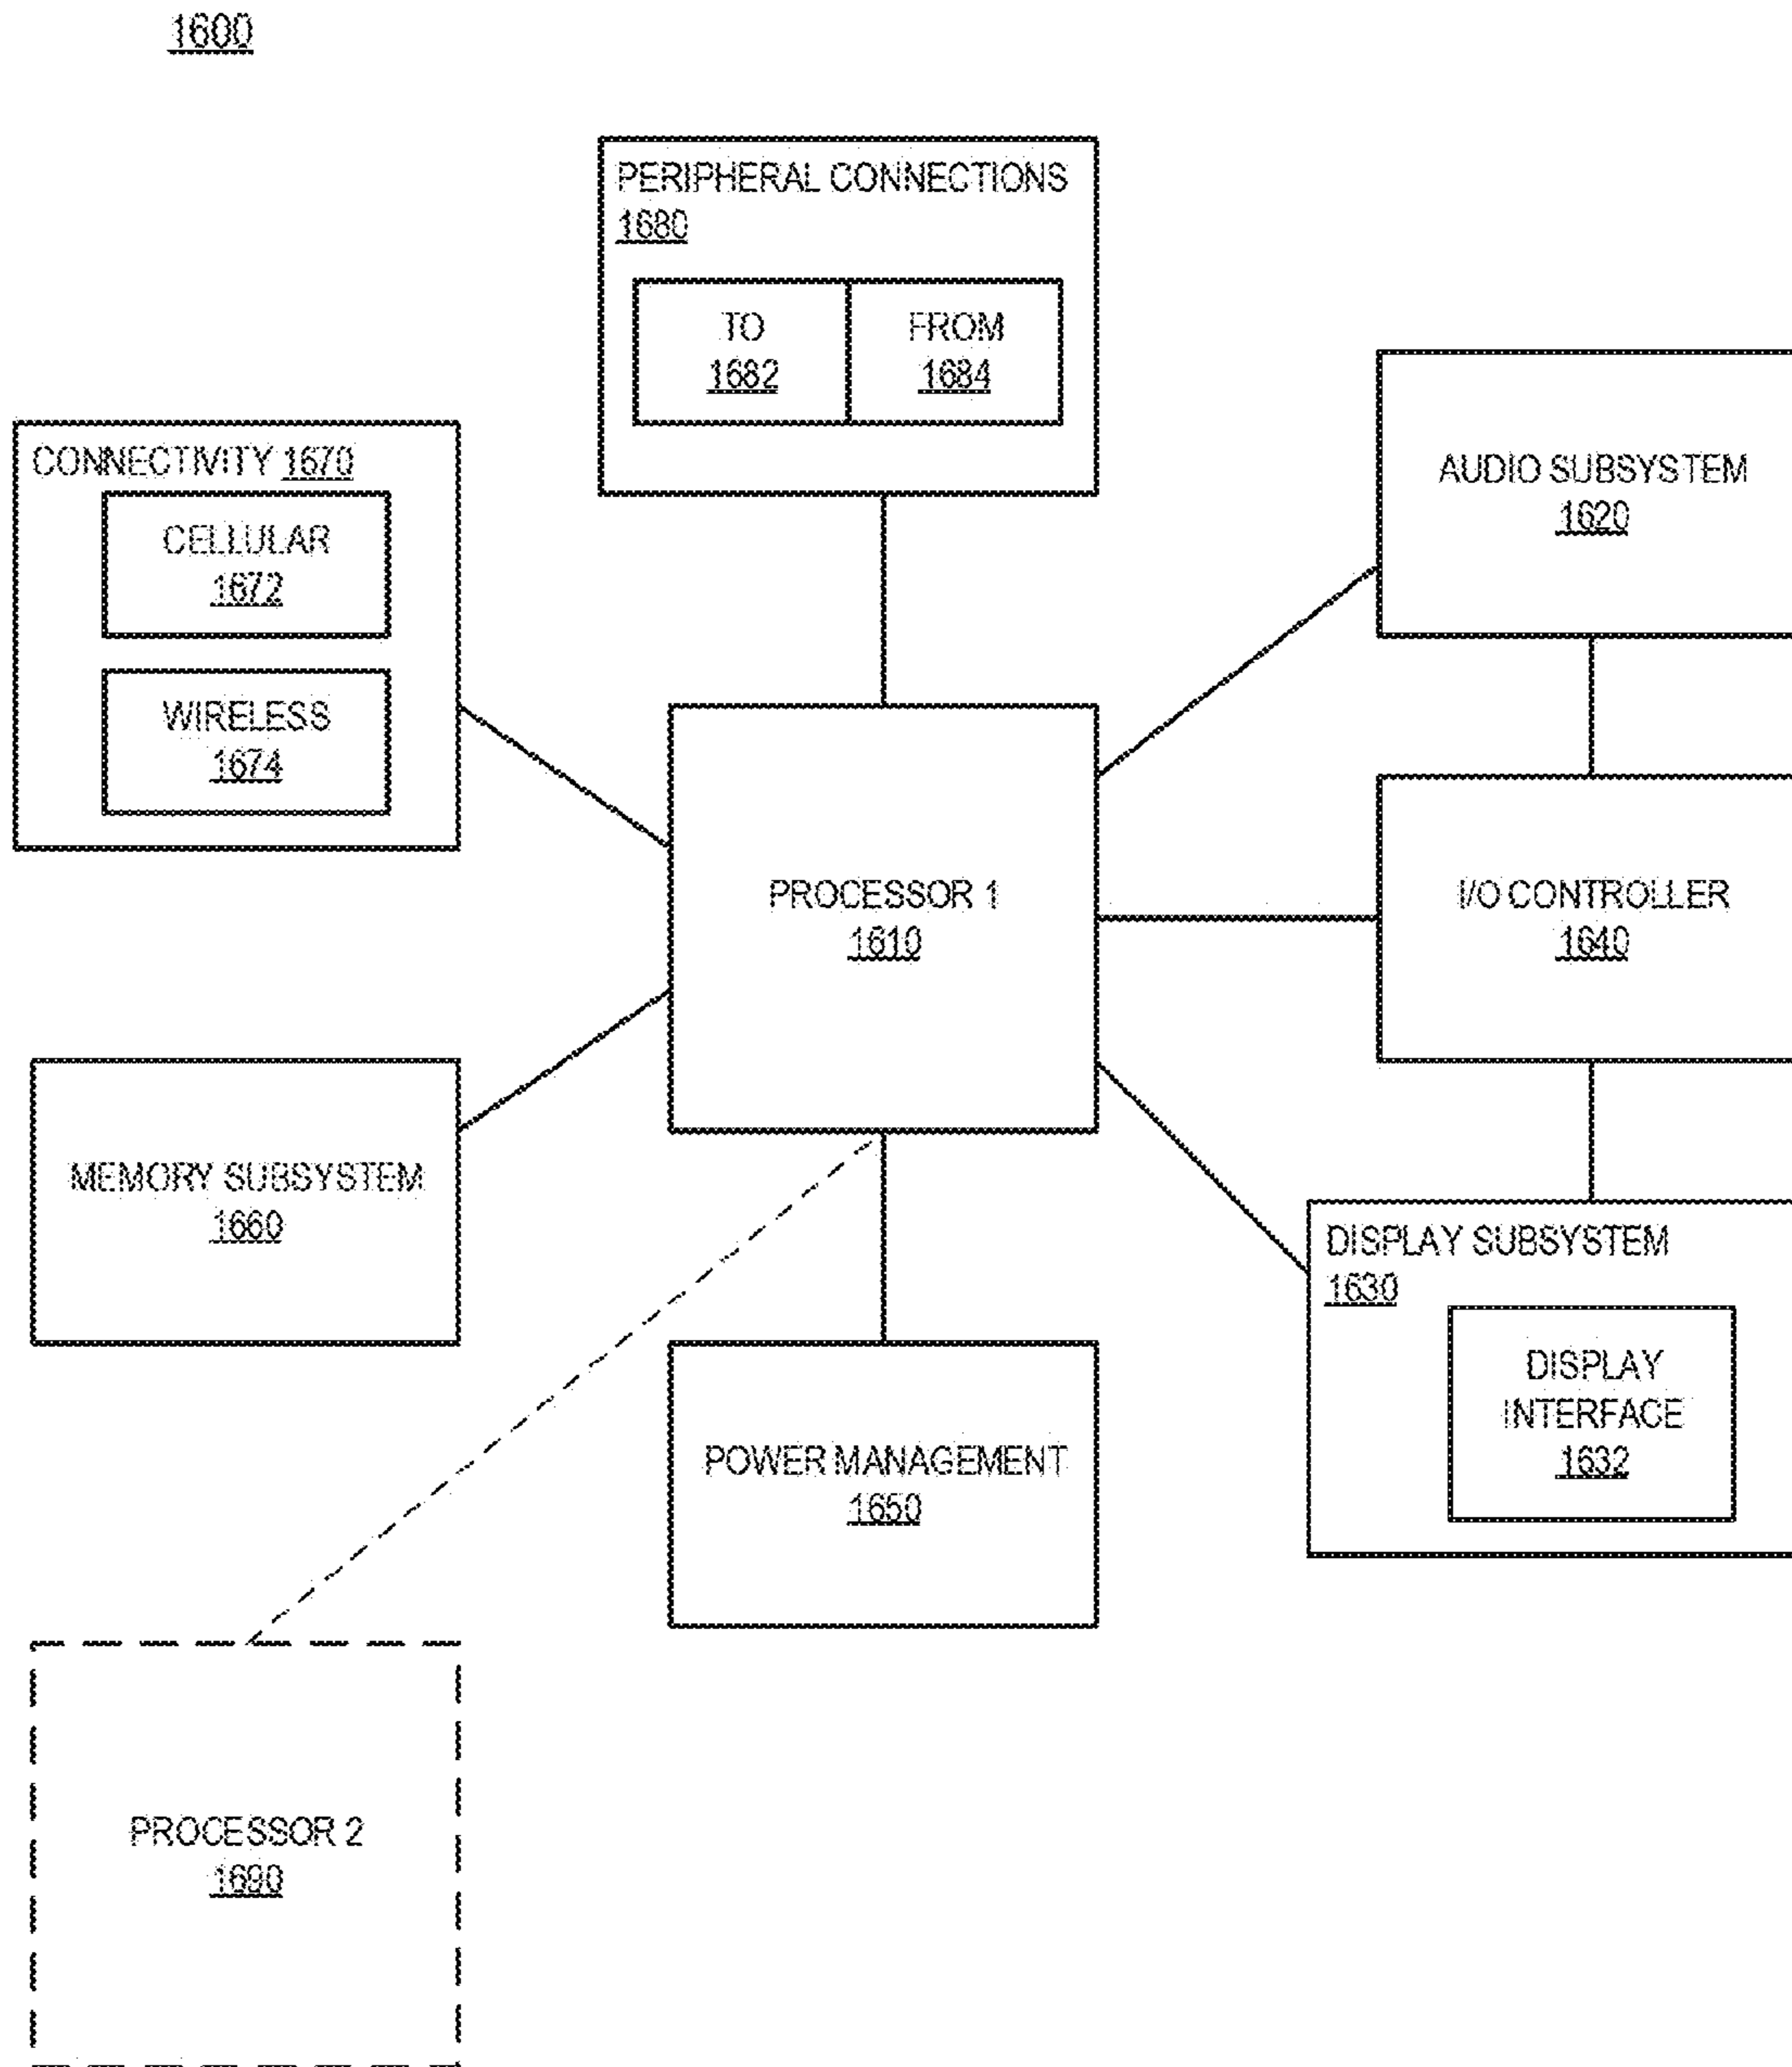 1600
PERIPHERAL CONNECTIONS
1680
TO
1682
FROM
1684
AUDIO SUBSYSTEM
1620
CONNECTIVITY 1670
CELLULAR
1672
WIRELESS
1674
PROCESSOR 1
1610
I/O CONTROLLER
1640
MEMORY SUBSYSTEM
1660
DISPLAY SUBSYSTEM
1630
DISPLAY
INTERFACE
1632
POWER MANAGEMENT
1650
PROCESSOR 2
1690